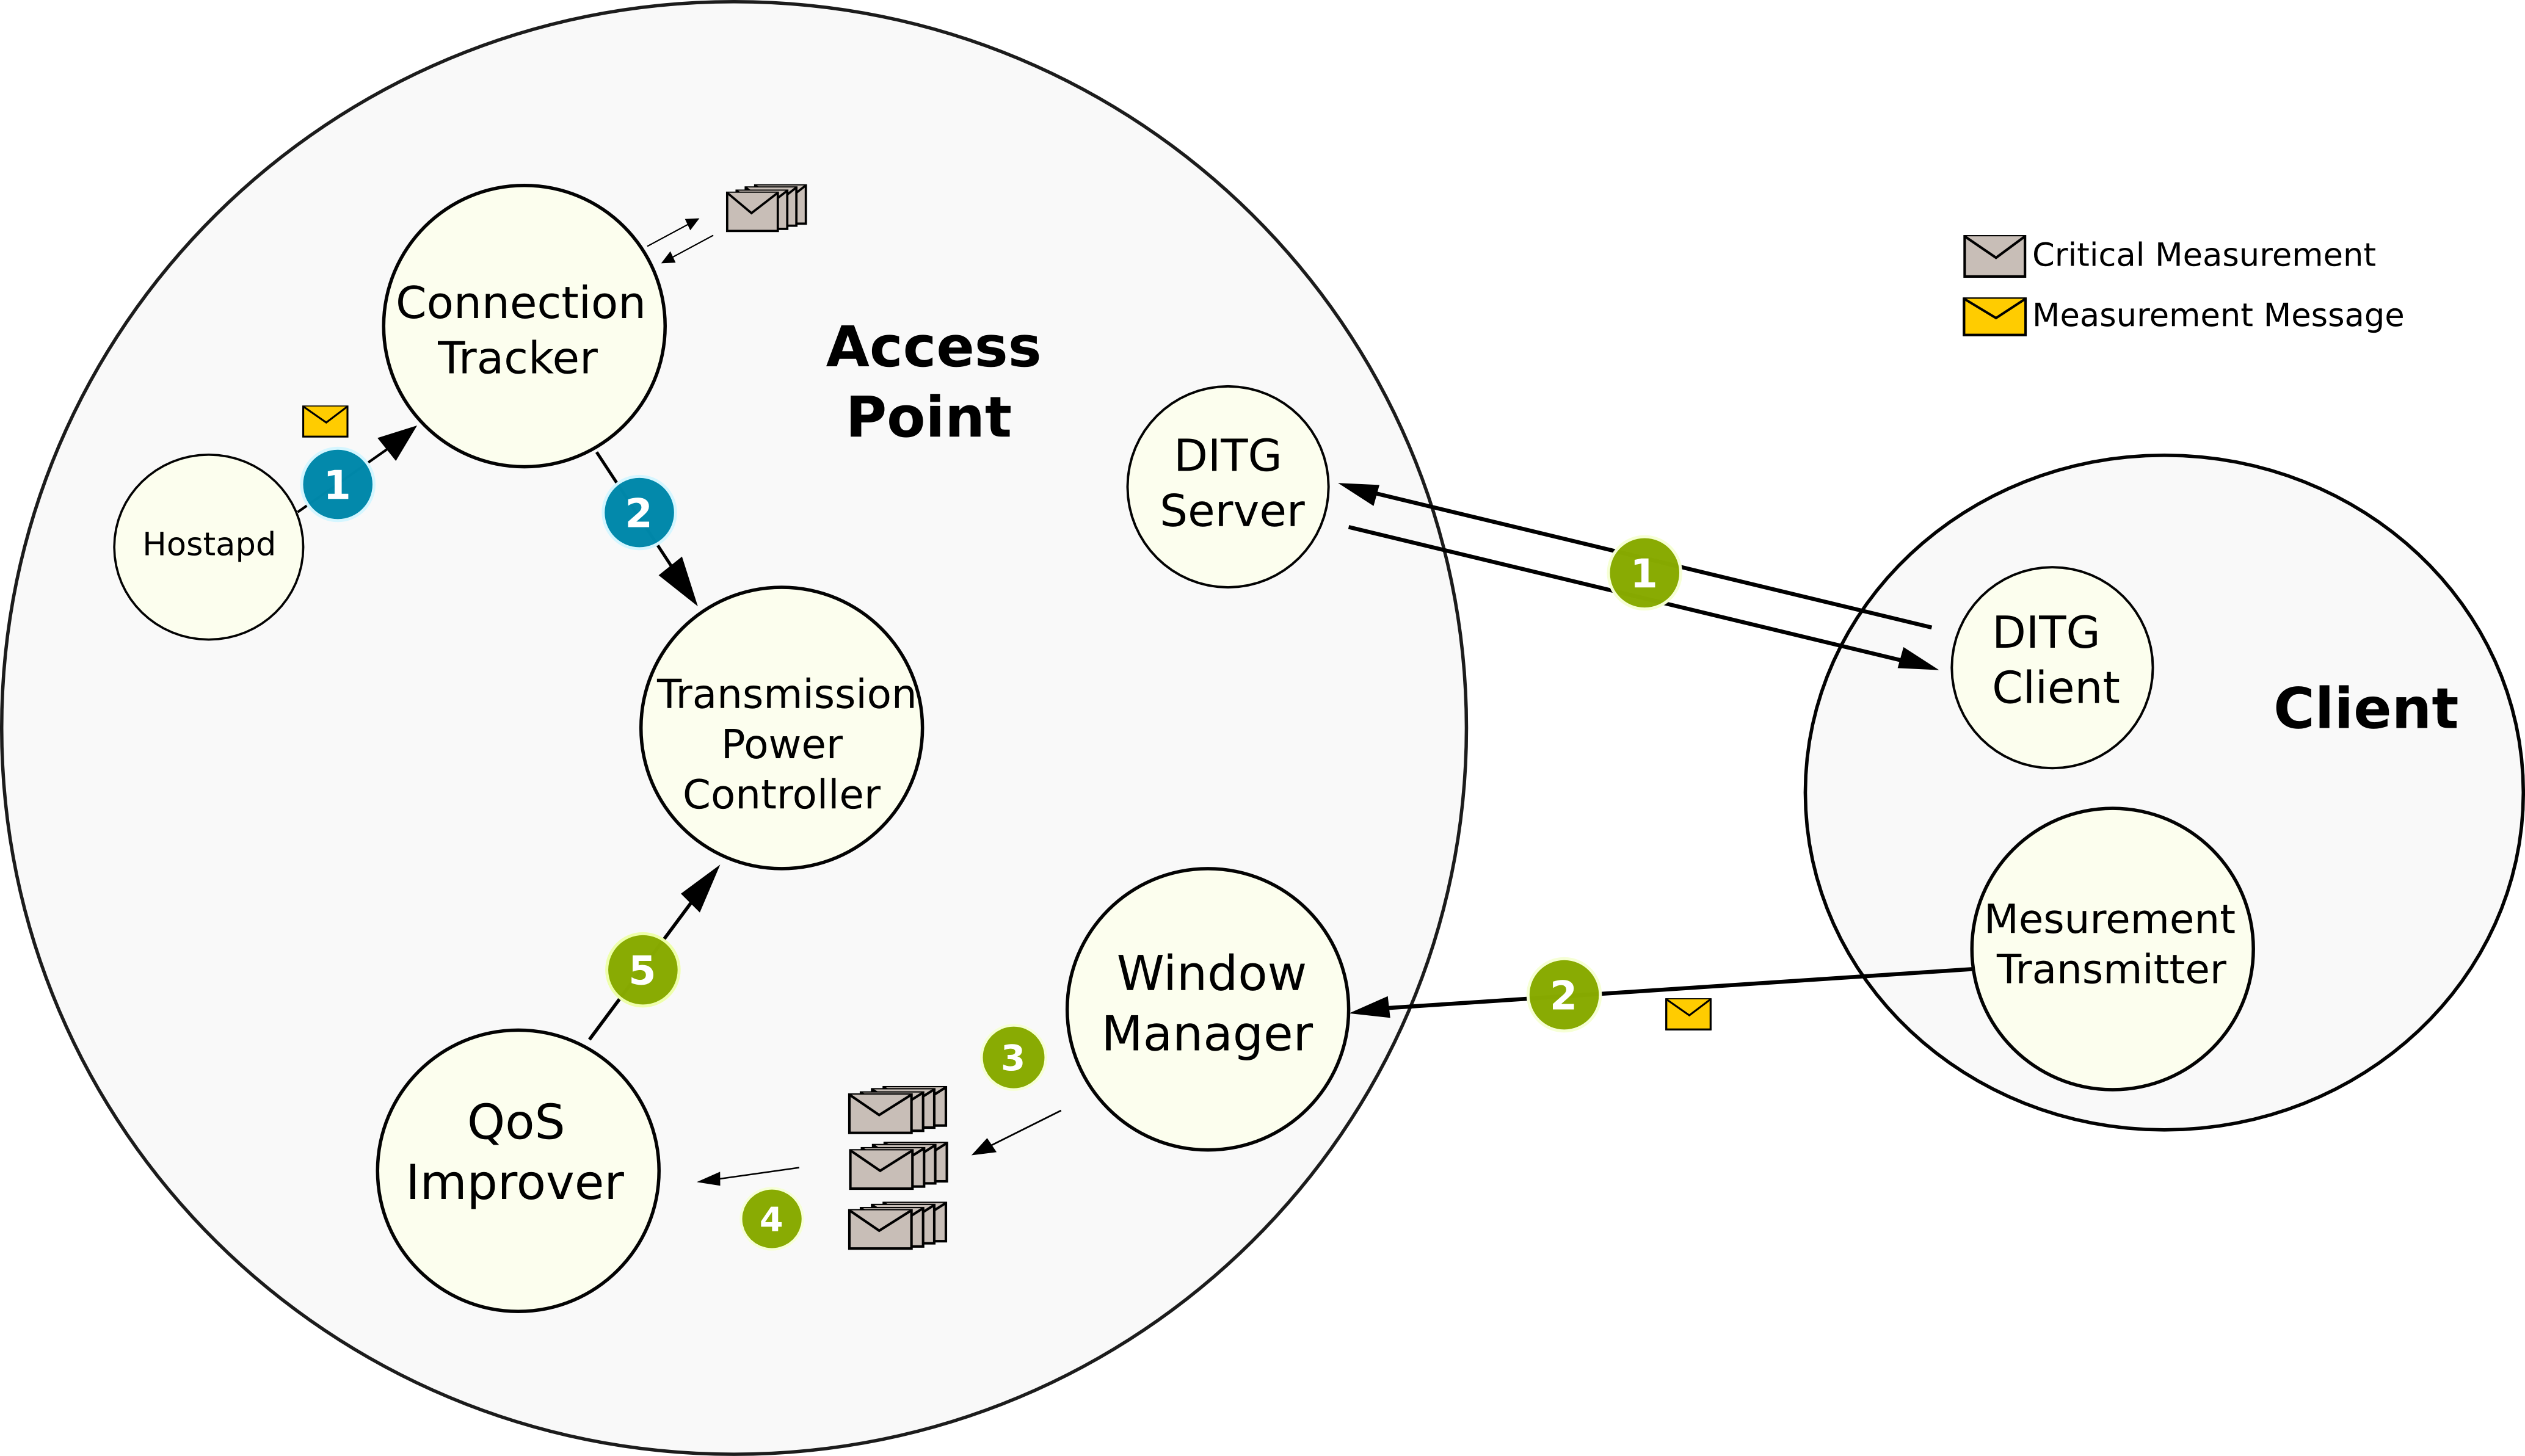 Connection
Tracker
Access
Point
Critical Measurement
Measurement Message
1
Hostapd
2
DITG
Server
1
DITG
Client
Client
Transmission
Power
Controller
5
Window
Manager
2
Mesurement
Transmitter
3
QoS
Improver
4